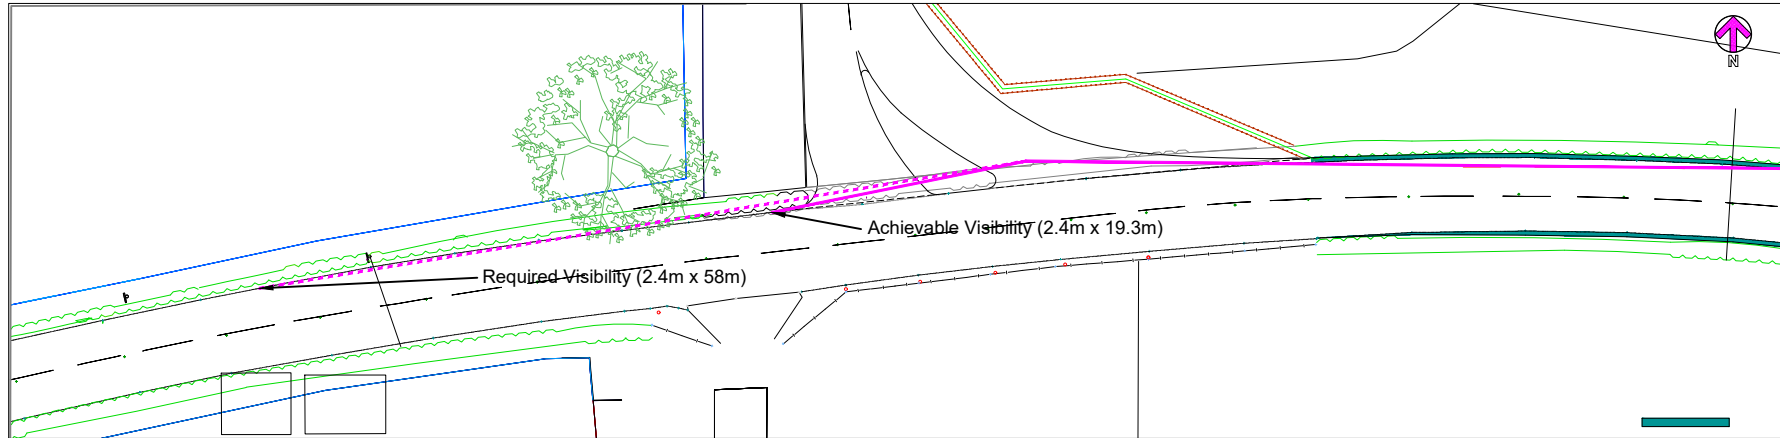 N
Achievable Visibility (2.4m x 19.3m)
Required Visibility (2.4m x 58m)